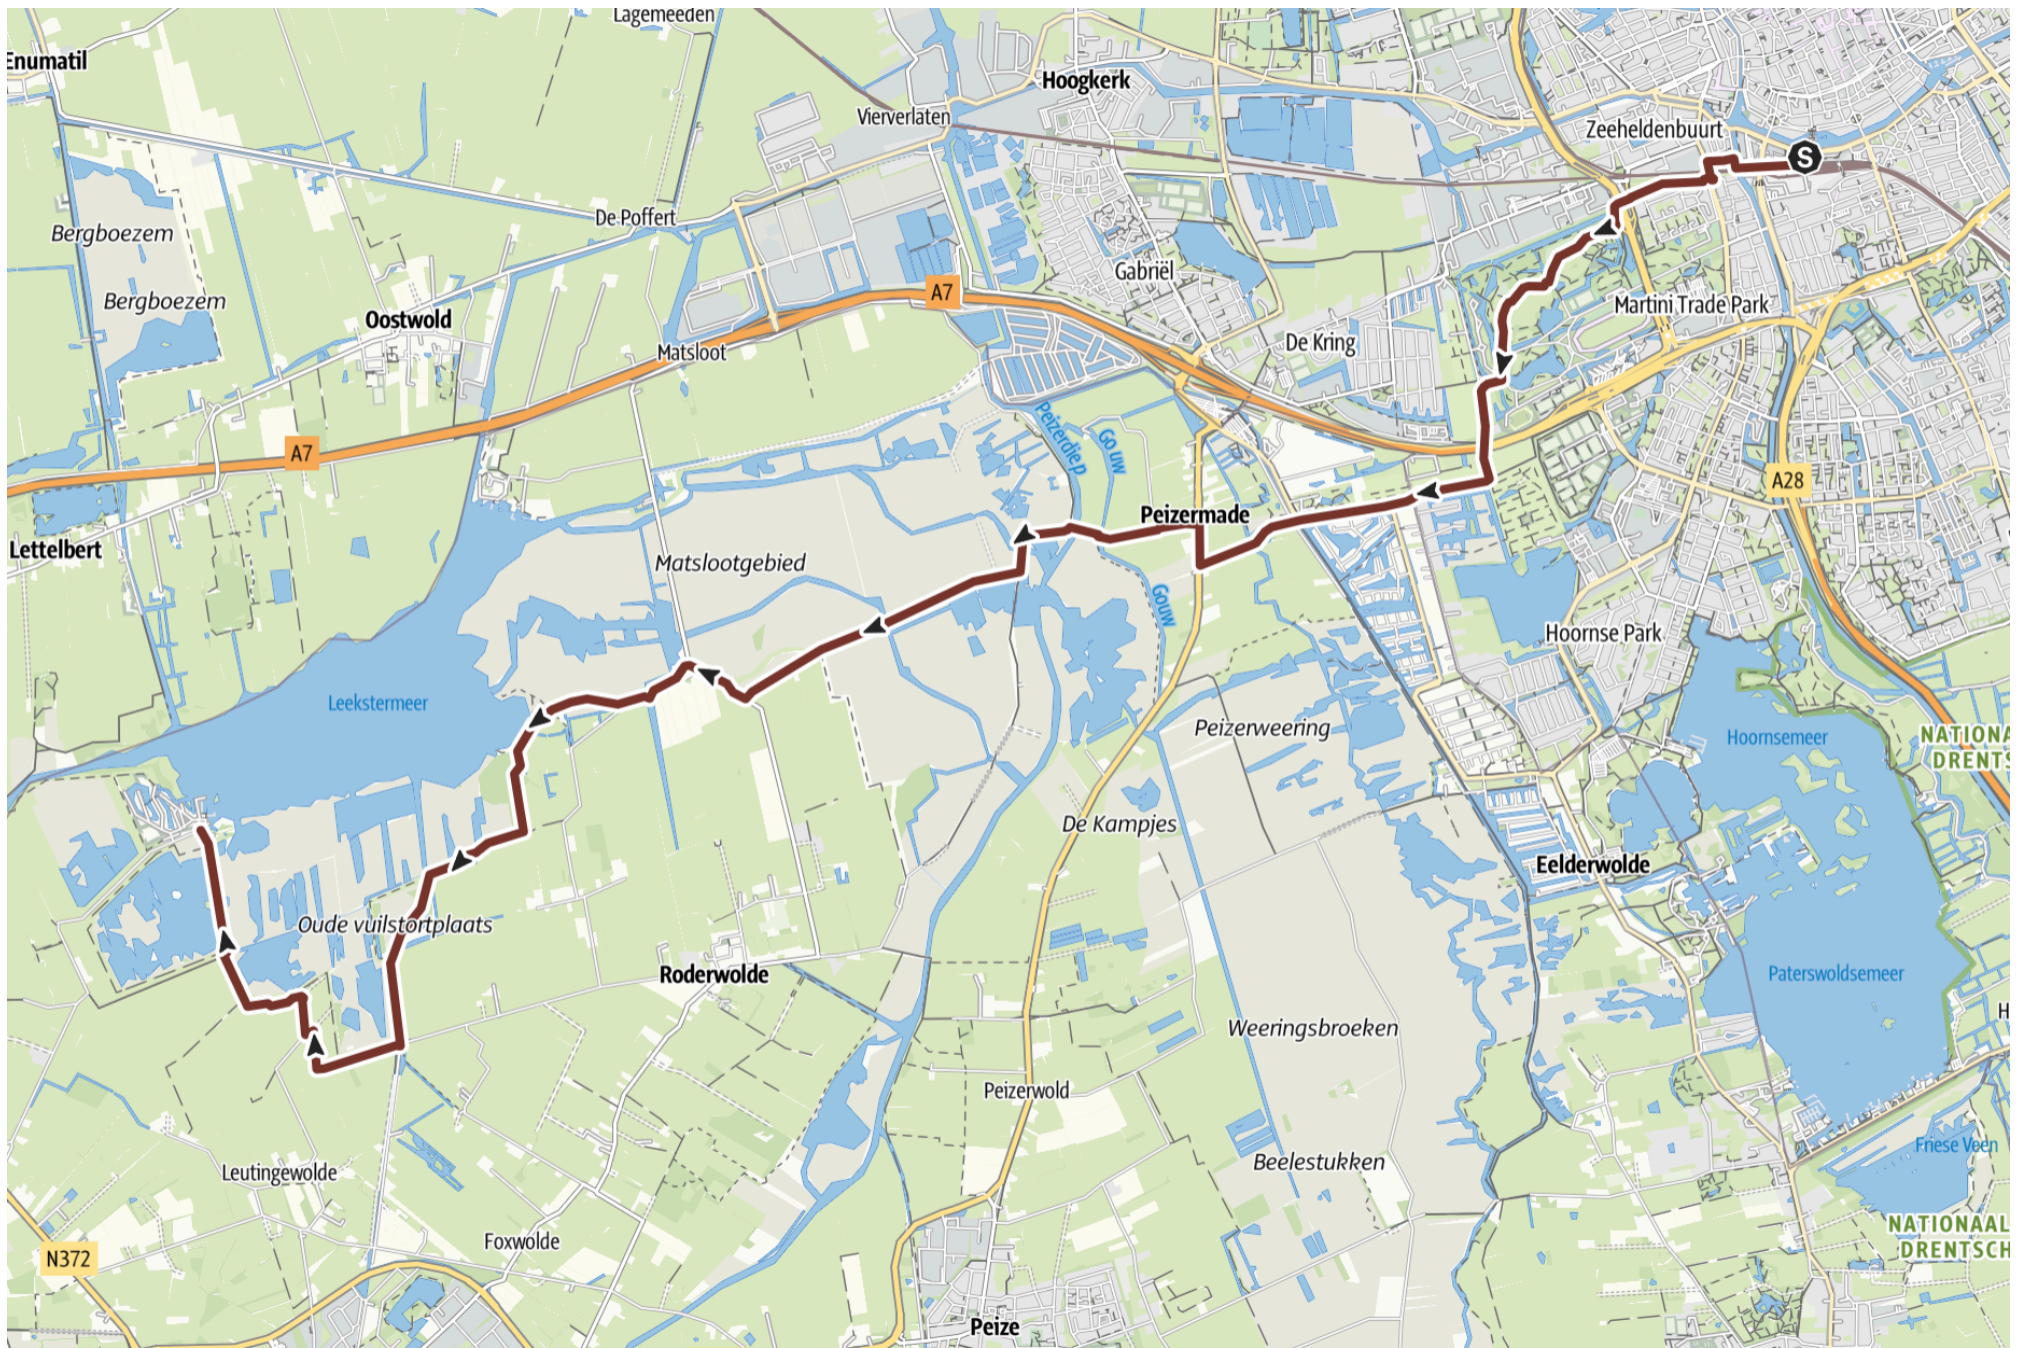 Lagemeeden
Enumatil
Hoogkerk
Vierverlaten
Zeeheldenbuurt
S
De Poffert
Bergboezem
Gabriël
A7
Bergboezem
Martini Trade Park
Oostwold
De Kring
Matsloot
Peizerdiep
Gouw
A7
A28
Peizermade
Lettelbert
Matslootgebied
Gouw
Hoornse Park
Leekstermeer
Peizerweering
Hoornsemeer
NATIONA
DRENTS
De Kampjes
Eelderwolde
Oude vuilstortplaats
Roderwolde
Paterswoldsemeer
H
Weeringsbroeken
Peizerwold
Friese Veen
Leutingewolde
Beelestukken
NATIONAAL
DRENTSCH
Foxwolde
N372
Peize